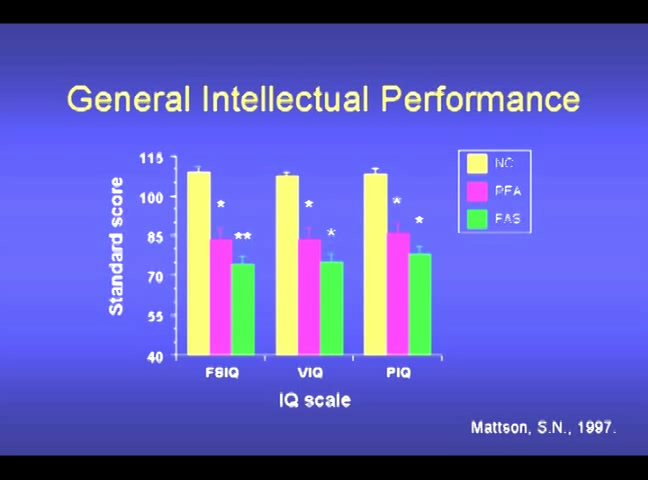 General Intellectual Performance
115
100
85
70
55
40
Standard score
* ** * * * *
NC
PEA
FAS
FSIQ VIQ PIQ
IQ scale
Mattson, S.N., 1997.